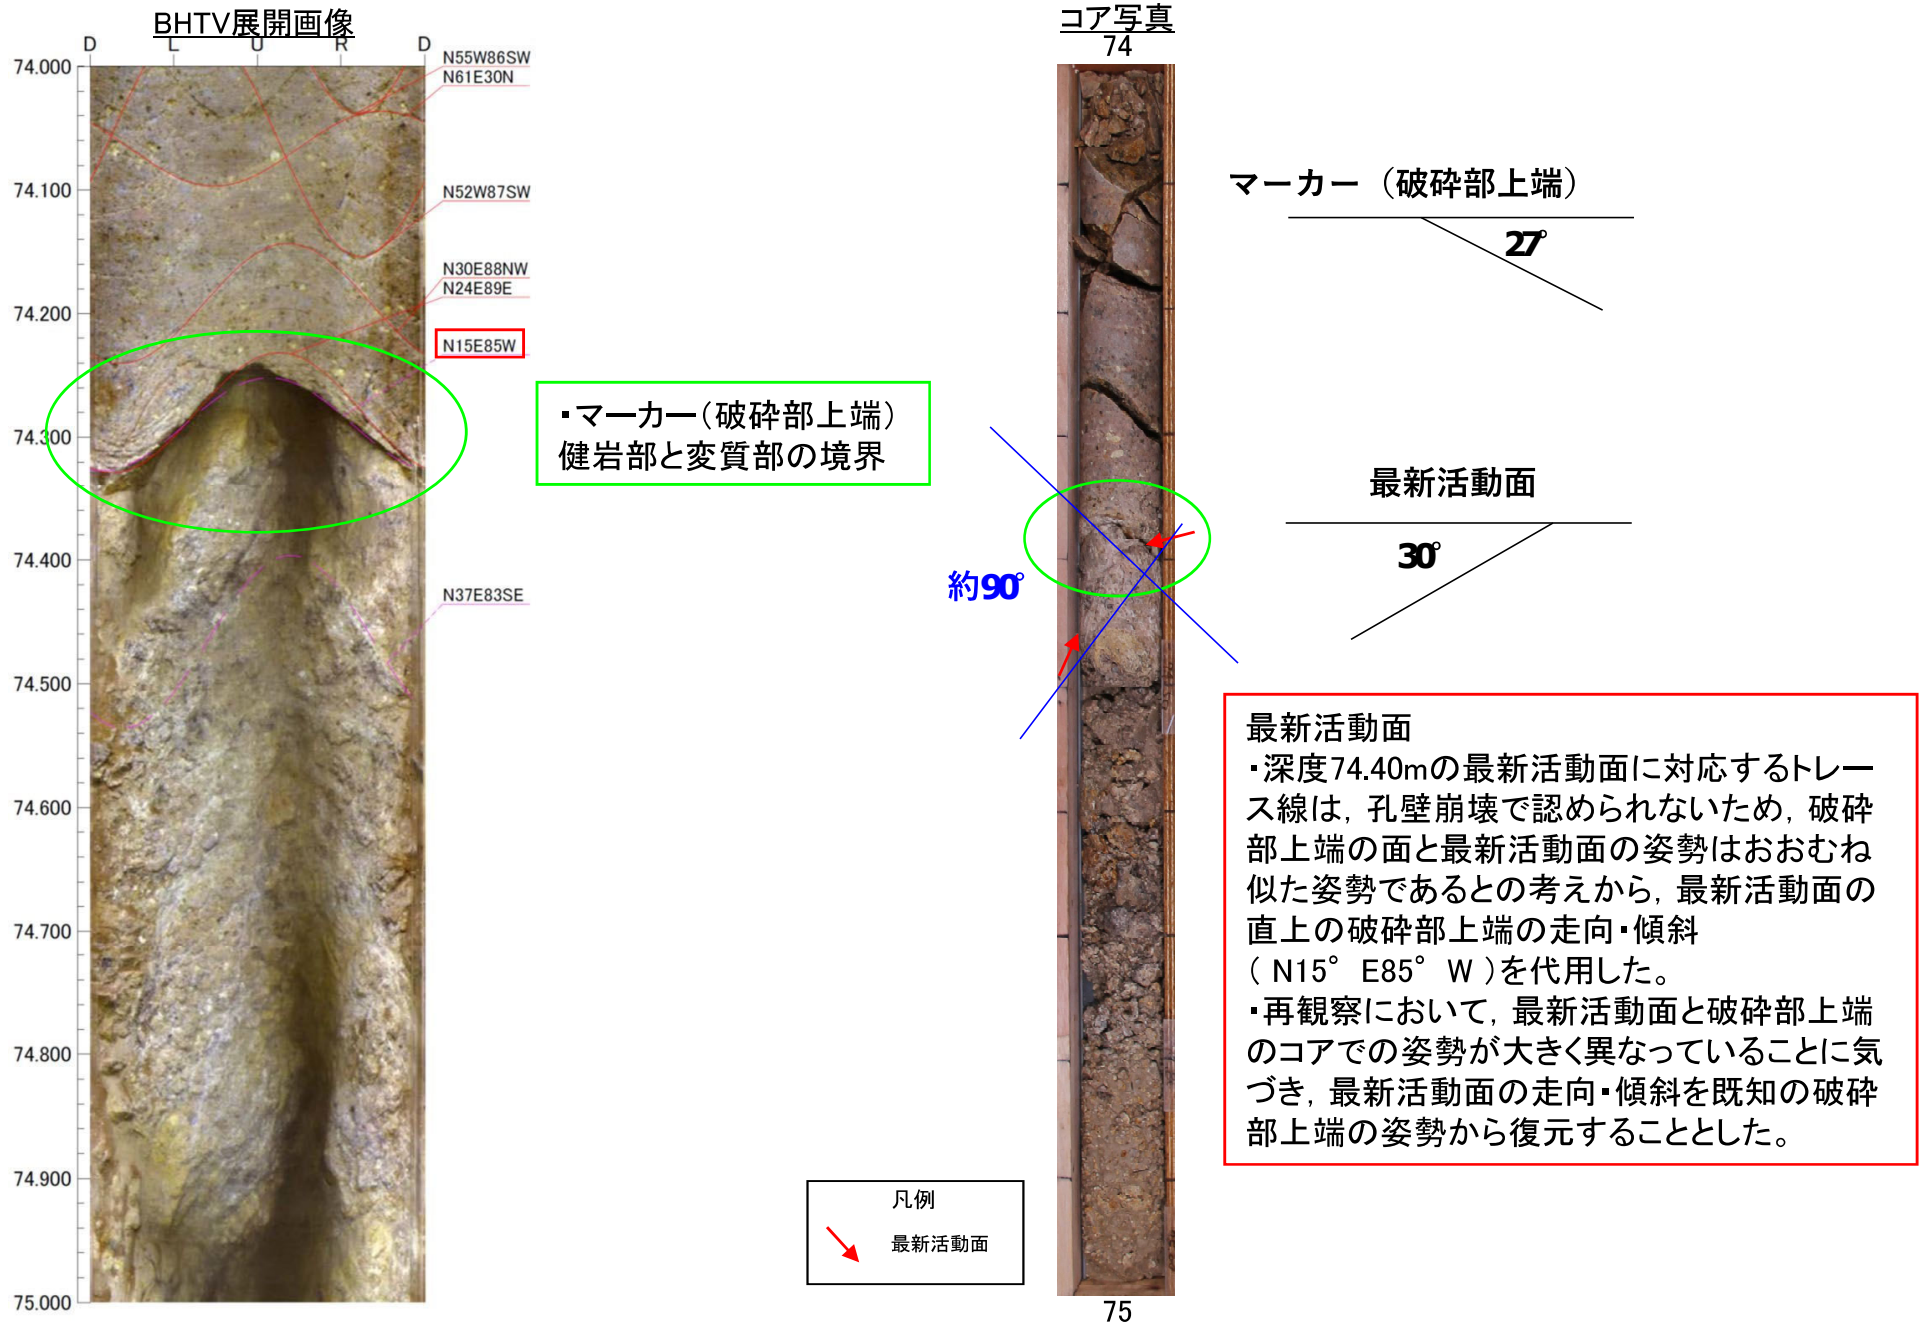 BHTV展開画像
D L U R D
74.000
74.100
74.200
74.300
74.400
74.500
74.600
74.700
74.800
74.900
75.000
N55W86SW
N61E30N
N52W87SW
N30E88NW
N24E89E
N15E85W
N37E83SE
・マーカー（破砕部上端）
健岩部と変質部の境界
コア写真
74
約90°
75
凡例
最新活動面
マーカー（破砕部上端）
27°
最新活動面
30°
最新活動面
・深度74.40mの最新活動面に対応するトレー
ス線は，孔壁崩壊で認められないため，破砕
部上端の面と最新活動面の姿勢はおおむね
似た姿勢であるとの考えから，最新活動面の
直上の破砕部上端の走向・傾斜
（ N15° E85° W ）を代用した。
・再観察において，最新活動面と破砕部上端
のコアでの姿勢が大きく異なっていることに気
づき，最新活動面の走向・傾斜を既知の破砕
部上端の姿勢から復元することとした。